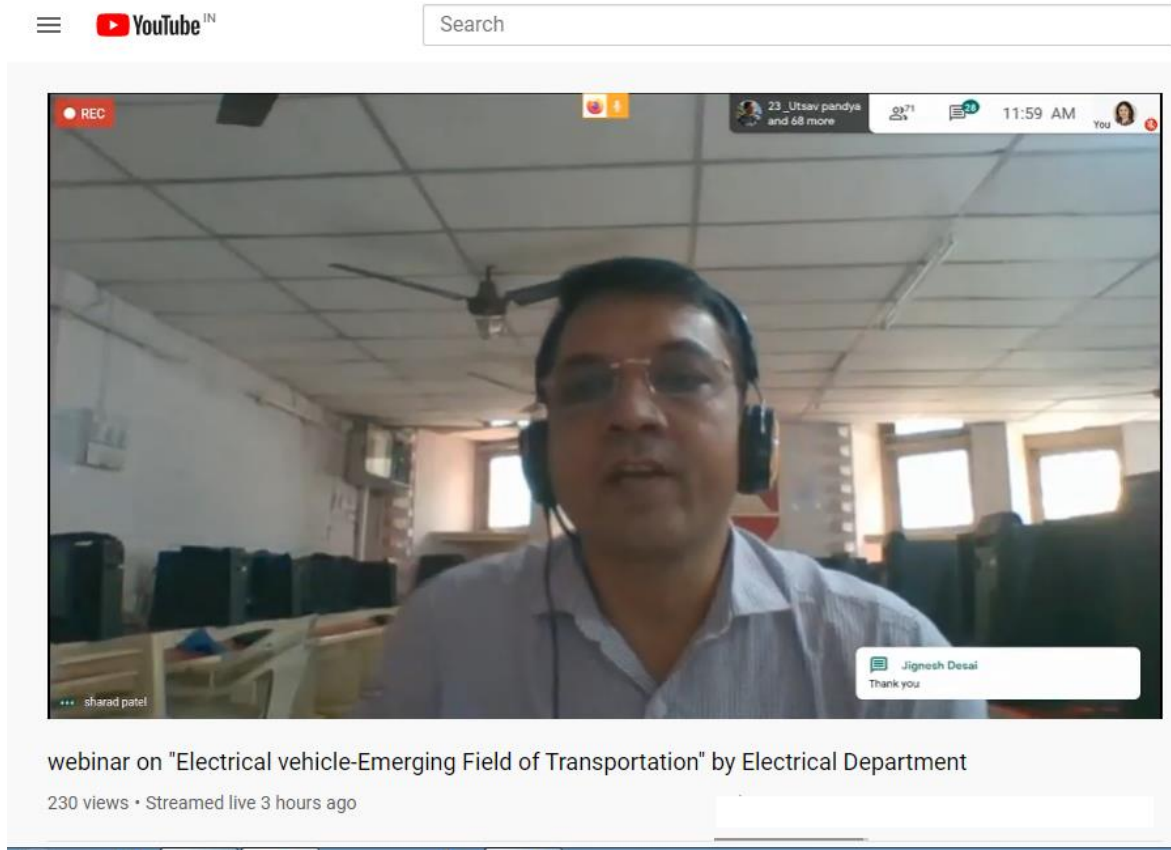 YouTube IN
Search
REC
23 _Utsav pandya
and 68 more
71
28
11:59 AM
You
Jignesh Desai
Thank you
sharad patel
webinar on "Electrical vehicle-Emerging Field of Transportation" by Electrical Department
230 views • Streamed live 3 hours ago